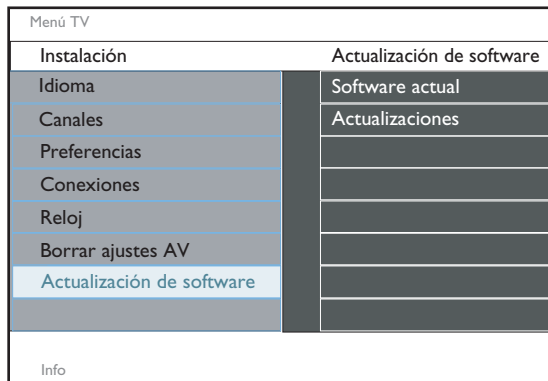 Menú TV
Instalación
Actualización de software
Idioma
Software actual
Canales
Actualizaciones
Preferencias
Conexiones
Reloj
Borrar ajustes AV
Actualización de software
Info